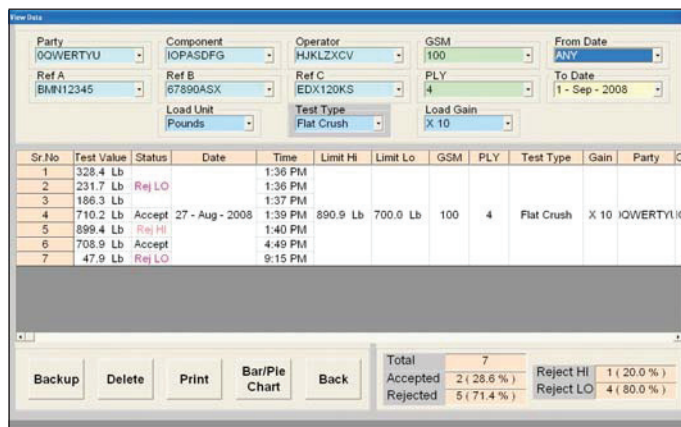 View Data
Party Component Operator GSM From Date
0QWERTYU IOPASDFG HJKLZXCV 100 ANY
Ref A Ref B Ref C PLY To Date
BMN12345 67890ASX EDX120KS 4 1 - Sep - 2008
Load Unit Test Type Load Gain
Pounds Flat Crush X 10
Sr.No Test Value Status Date Time Limit Hi Limit Lo GSM PLY Test Type Gain Party
1 328.4 Lb 1:36 PM
2 231.7 Lb Rej LO 1:36 PM
3 186.3 Lb 1:37 PM
4 710.2 Lb Accept 27 - Aug - 2008 1:39 PM 890.9 Lb 700.0 Lb 100 4 Flat Crush X 10 QWERTYU
5 899.4 Lb Rej HI 1:40 PM
6 708.9 Lb Accept 4:49 PM
7 47.9 Lb Rej LO 9:15 PM
Backup Delete Print Bar/Pie Chart Back
Total 7
Accepted 2 ( 28.6 % ) Reject HI 1 ( 20.0 % )
Rejected 5 ( 71.4 % ) Reject LO 4 ( 80.0 % )